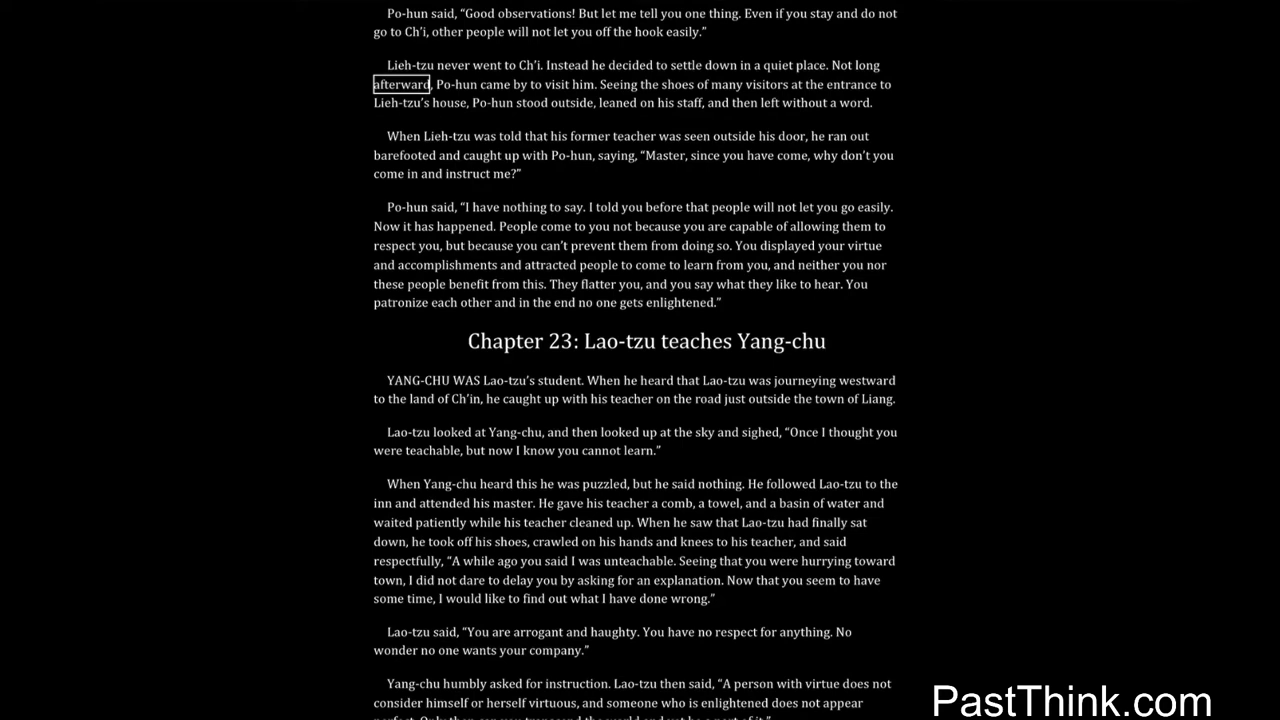 Po-hun said, “Good observations! But let me tell you one thing. Even if you stay and do not
go to Ch’i, other people will not let you off the hook easily.”
Lieh-tzu never went to Ch’i. Instead he decided to settle down in a quiet place. Not long
afterward, Po-hun came by to visit him. Seeing the shoes of many visitors at the entrance to
Lieh-tzu’s house, Po-hun stood outside, leaned on his staff, and then left without a word.
When Lieh-tzu was told that his former teacher was seen outside his door, he ran out
barefooted and caught up with Po-hun, saying, “Master, since you have come, why don’t you
come in and instruct me?”
Po-hun said, “I have nothing to say. I told you before that people will not let you go easily.
Now it has happened. People come to you not because you are capable of allowing them to
respect you, but because you can’t prevent them from doing so. You displayed your virtue
and accomplishments and attracted people to come to learn from you, and neither you nor
these people benefit from this. They flatter you, and you say what they like to hear. You
patronize each other and in the end no one gets enlightened.”
Chapter 23: Lao-tzu teaches Yang-chu
YANG-CHU WAS Lao-tzu’s student. When he heard that Lao-tzu was journeying westward
to the land of Ch’in, he caught up with his teacher on the road just outside the town of Liang.
Lao-tzu looked at Yang-chu, and then looked up at the sky and sighed, “Once I thought you
were teachable, but now I know you cannot learn.”
When Yang-chu heard this he was puzzled, but he said nothing. He followed Lao-tzu to the
inn and attended his master. He gave his teacher a comb, a towel, and a basin of water and
waited patiently while his teacher cleaned up. When he saw that Lao-tzu had finally sat
down, he took off his shoes, crawled on his hands and knees to his teacher, and said
respectfully, “A while ago you said I was unteachable. Seeing that you were hurrying toward
town, I did not dare to delay you by asking for an explanation. Now that you seem to have
some time, I would like to find out what I have done wrong.”
Lao-tzu said, “You are arrogant and haughty. You have no respect for anything. No
wonder no one wants your company.”
Yang-chu humbly asked for instruction. Lao-tzu then said, “A person with virtue does not
consider himself or herself virtuous, and someone who is enlightened does not appear
PastThink.com